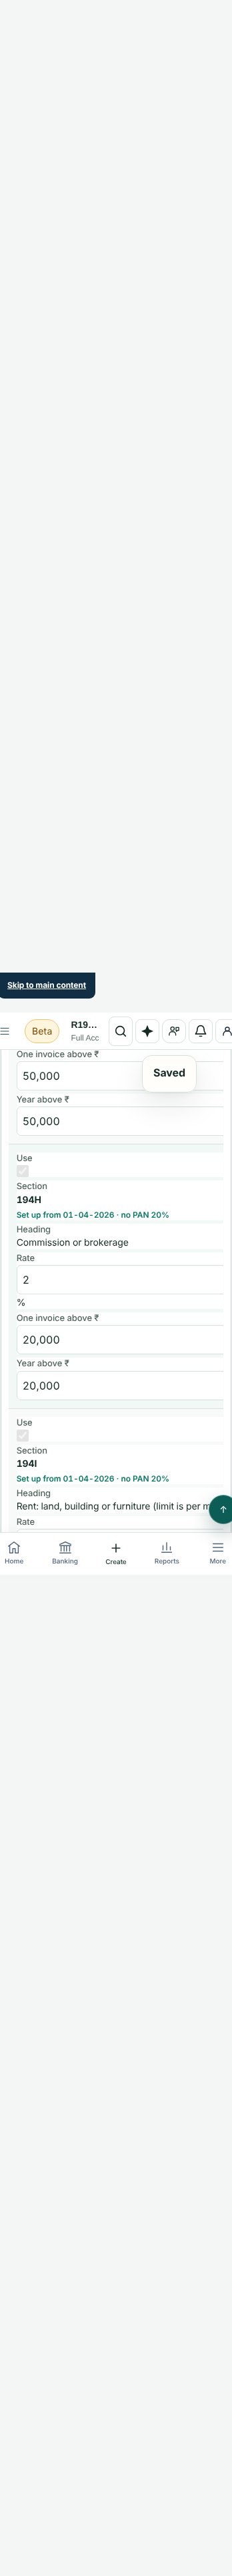 Skip to main content
Beta
R19...
Full Acc
One invoice above ₹
50,000
Saved
Year above ₹
50,000
Use
Section
194H
Set up from 01-04-2026 · no PAN 20%
Heading
Commission or brokerage
Rate
2
%
One invoice above ₹
20,000
Year above ₹
20,000
Use
Section
194I
Set up from 01-04-2026 · no PAN 20%
Heading
Rent: land, building or furniture (limit is per m
Rate
Home
Banking
Create
Reports
More